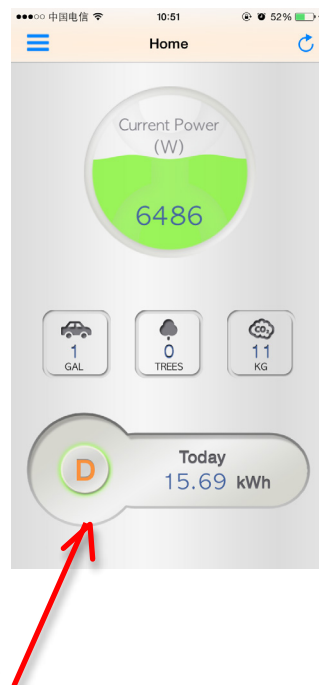 中国电信 10:51 52%
Home
Current Power
(W)
6486
CO₂
1 0 11
GAL TREES KG
Today
D 15.69 kWh